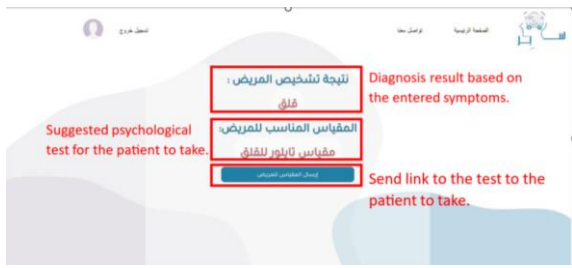 الصفحة الرئيسية
تواصل معنا
تسجيل خروج
نتيجة تشخيص المريض :
قلق
Diagnosis result based on
the entered symptoms.
المقياس المناسب للمريض:
مقياس تايلور للقلق
Suggested psychological
test for the patient to take.
إرسال المقياس للمريض
Send link to the test to the
patient to take.